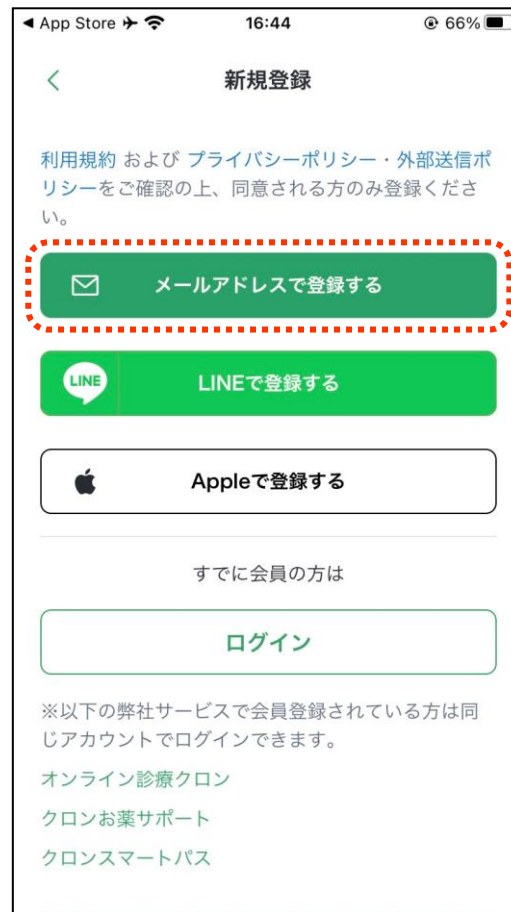 ◀ App Store 16:44 66%
新規登録
利用規約 および プライバシーポリシー・外部送信ポ
リシーをご確認の上、同意される方のみ登録くださ
い。
メールアドレスで登録する
LINE LINEで登録する
Appleで登録する
すでに会員の方は
ログイン
※以下の弊社サービスで会員登録されている方は同
じアカウントでログインできます。
オンライン診療クロン
クロンお薬サポート
クロンスマートパス